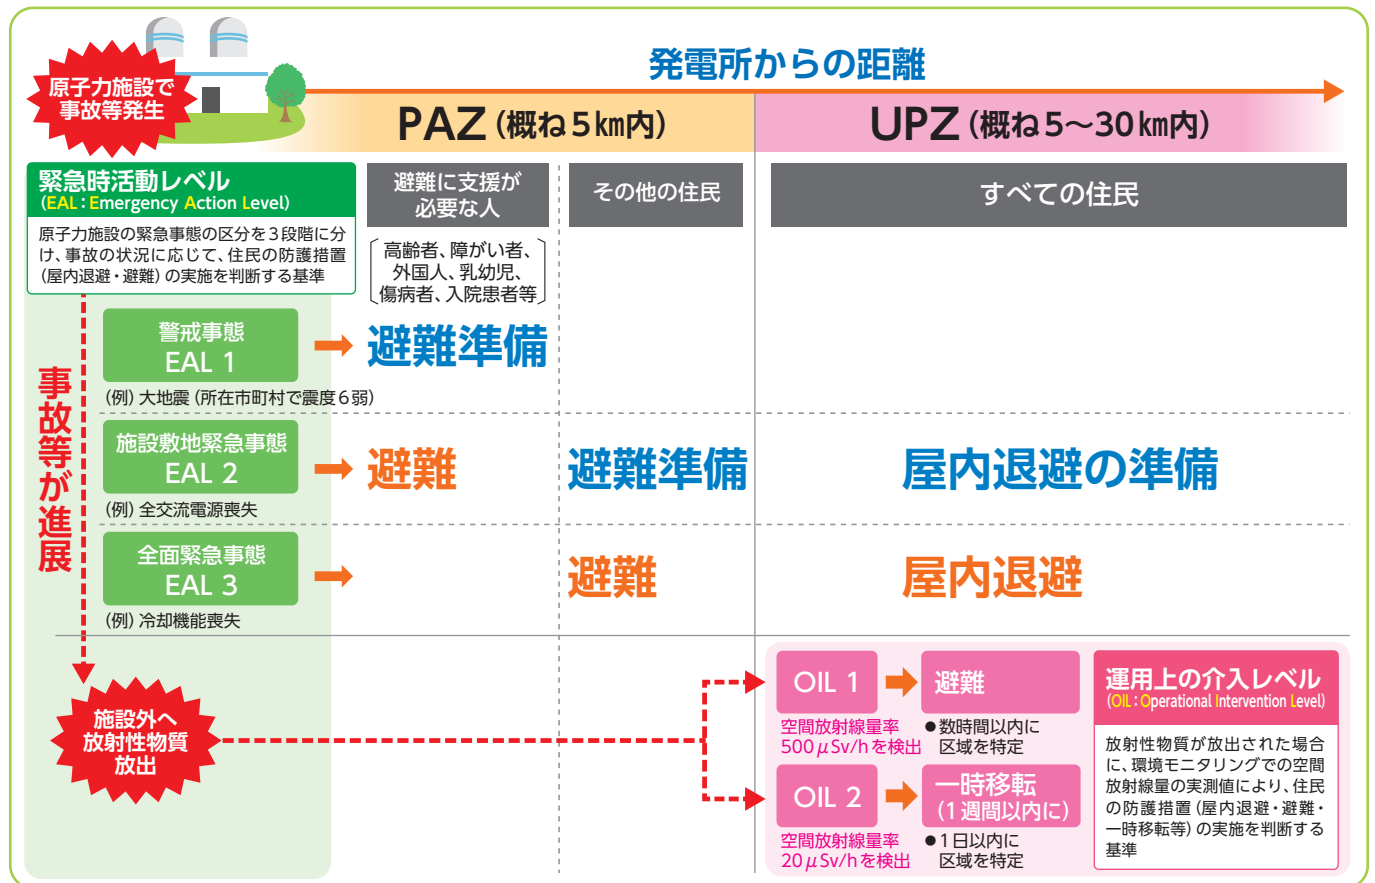 原子力施設で
事故等発生
発電所からの距離
PAZ（概ね5㎞内）
UPZ（概ね5～30㎞内）
緊急時活動レベル
（EAL：Emergency Action Level）
原子力施設の緊急事態の区分を３段階に分
け、事故の状況に応じて、住民の防護措置
（屋内退避・避難）の実施を判断する基準
避難に支援が
必要な人
その他の住民
すべての住民
高齢者、障がい者、
外国人、乳幼児、
傷病者、入院患者等
事故等が進展
警戒事態
EAL 1
避難準備
（例）大地震（所在市町村で震度６弱）
施設敷地緊急事態
EAL 2
避難
避難準備
屋内退避の準備
（例）全交流電源喪失
全面緊急事態
EAL 3
避難
屋内退避
（例）冷却機能喪失
施設外へ
放射性物質
放出
OIL 1
避難
空間放射線量率
500μSv/hを検出
●数時間以内に
区域を特定
OIL 2
一時移転
（1週間以内に）
空間放射線量率
20μSv/hを検出
●1日以内に
区域を特定
運用上の介入レベル
（OIL：Operational Intervention Level）
放射性物質が放出された場合
に、環境モニタリングでの空間
放射線量の実測値により、住民
の防護措置（屋内退避・避難・
一時移転等）の実施を判断する
基準